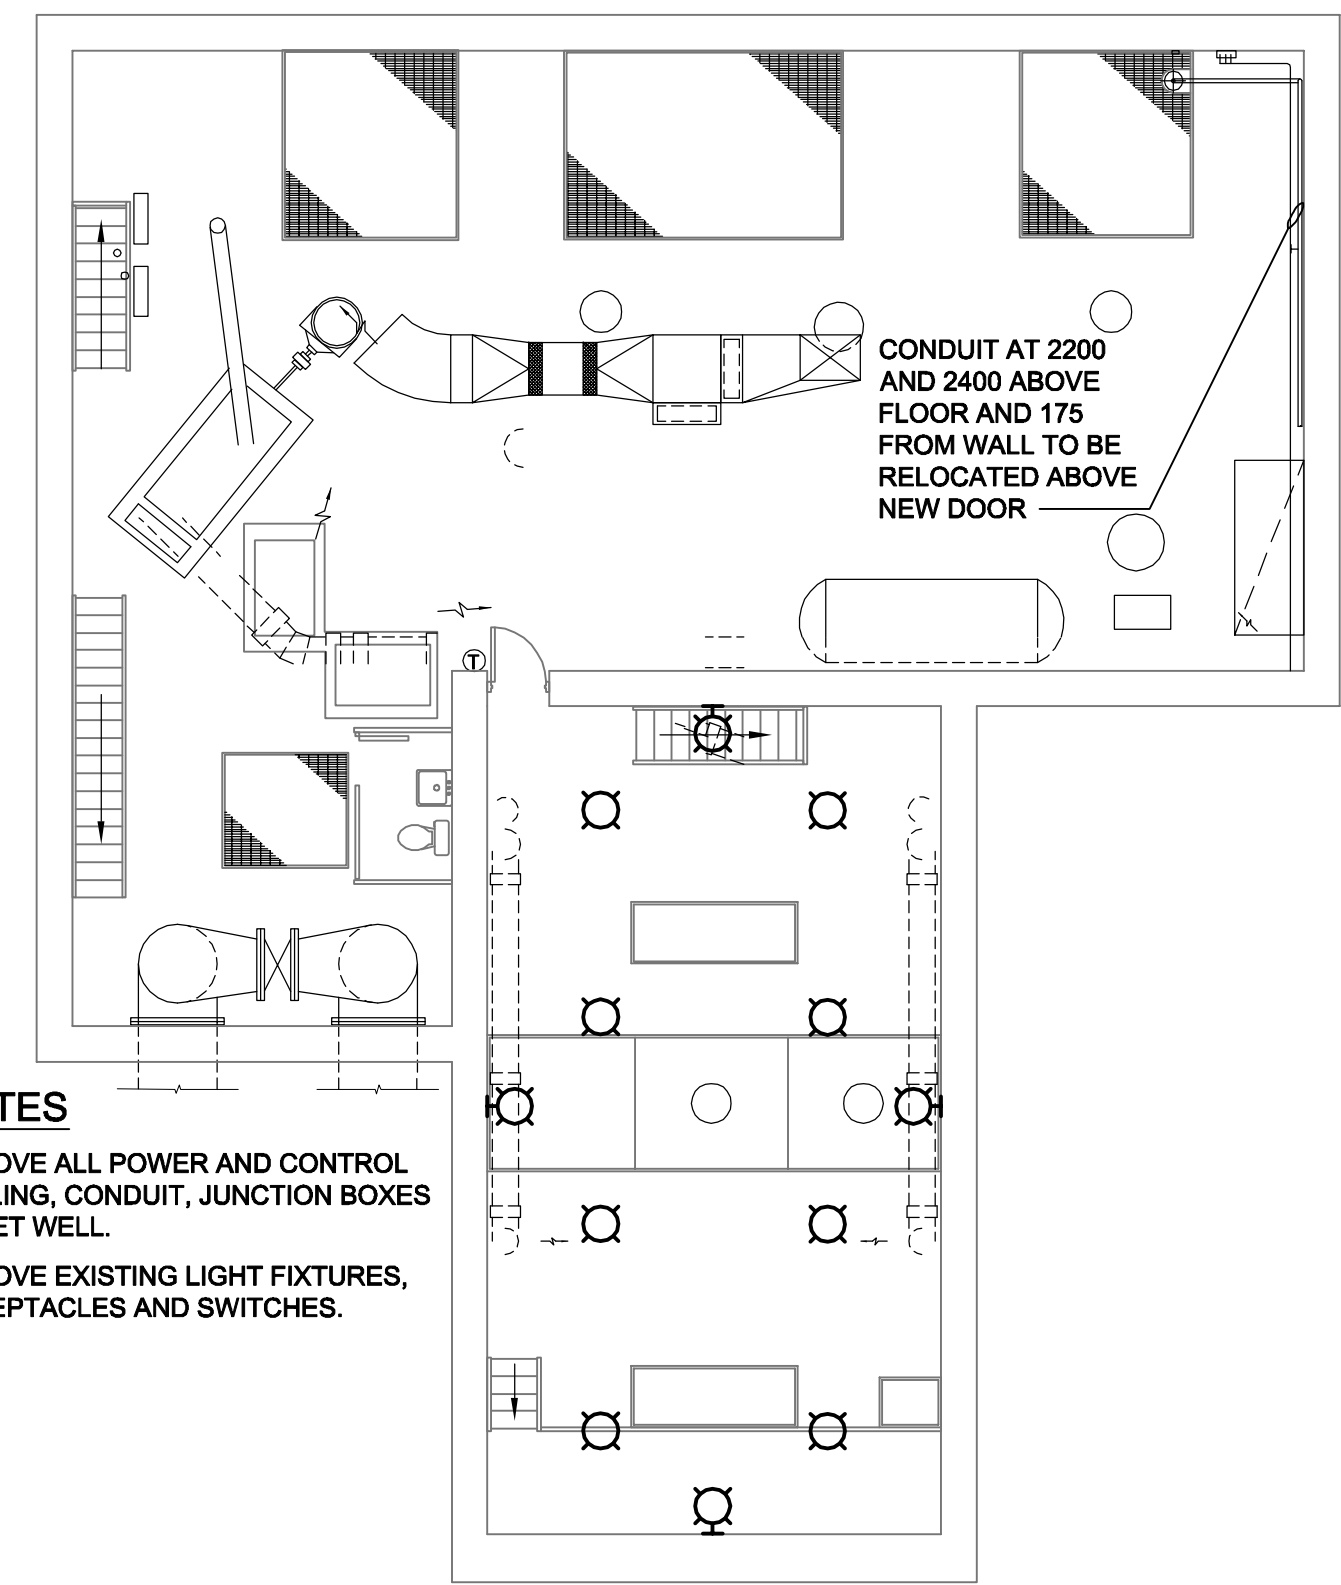 CONDUIT AT 2200
AND 2400 ABOVE
FLOOR AND 175
FROM WALL TO BE
RELOCATED ABOVE
NEW DOOR
T
TES
OVE ALL POWER AND CONTROL
LING, CONDUIT, JUNCTION BOXES
ET WELL.
OVE EXISTING LIGHT FIXTURES,
EPTACLES AND SWITCHES.